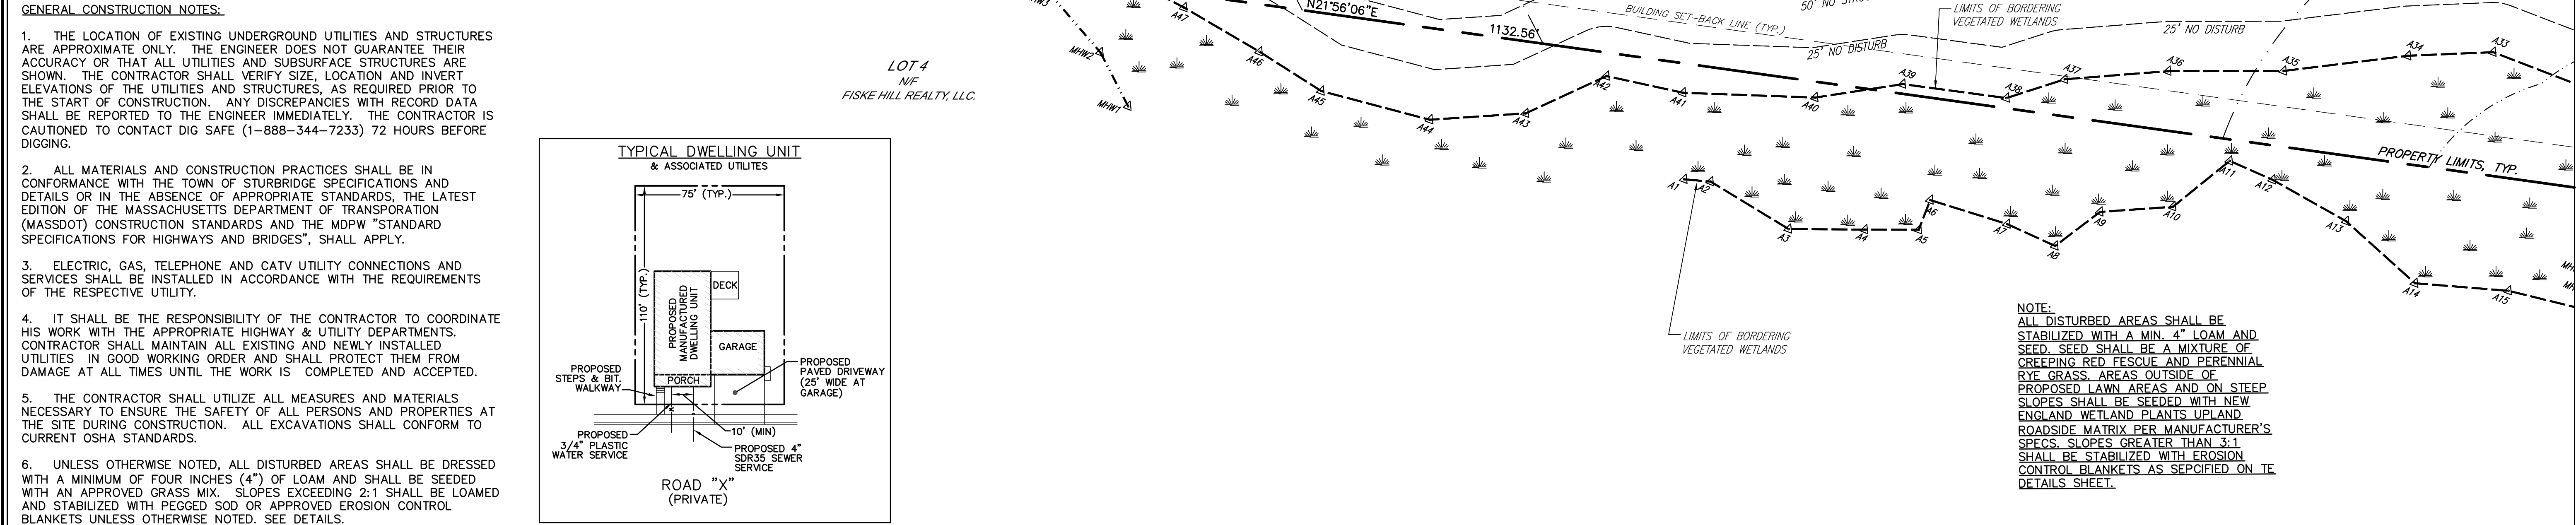 GENERAL CONSTRUCTION NOTES:
1. THE LOCATION OF EXISTING UNDERGROUND UTILITIES AND STRUCTURES
ARE APPROXIMATE ONLY. THE ENGINEER DOES NOT GUARANTEE THEIR
ACCURACY OR THAT ALL UTILITIES AND SUBSURFACE STRUCTURES ARE
SHOWN. THE CONTRACTOR SHALL VERIFY SIZE, LOCATION AND INVERT
ELEVATIONS OF THE UTILITIES AND STRUCTURES, AS REQUIRED PRIOR TO
THE START OF CONSTRUCTION. ANY DISCREPANCIES WITH RECORD DATA
SHALL BE REPORTED TO THE ENGINEER IMMEDIATELY. THE CONTRACTOR IS
CAUTIONED TO CONTACT DIG SAFE (1-888-344-7233) 72 HOURS BEFORE
DIGGING.
2. ALL MATERIALS AND CONSTRUCTION PRACTICES SHALL BE IN
CONFORMANCE WITH THE TOWN OF STURBRIDGE SPECIFICATIONS AND
DETAILS OR IN THE ABSENCE OF APPROPRIATE STANDARDS, THE LATEST
EDITION OF THE MASSACHUSETTS DEPARTMENT OF TRANSPORATION
(MASSDOT) CONSTRUCTION STANDARDS AND THE MDPW "STANDARD
SPECIFICATIONS FOR HIGHWAYS AND BRIDGES", SHALL APPLY.
3. ELECTRIC, GAS, TELEPHONE AND CATV UTILITY CONNECTIONS AND
SERVICES SHALL BE INSTALLED IN ACCORDANCE WITH THE REQUIREMENTS
OF THE RESPECTIVE UTILITY.
4. IT SHALL BE THE RESPONSIBILITY OF THE CONTRACTOR TO COORDINATE
HIS WORK WITH THE APPROPRIATE HIGHWAY & UTILITY DEPARTMENTS.
CONTRACTOR SHALL MAINTAIN ALL EXISTING AND NEWLY INSTALLED
UTILITIES IN GOOD WORKING ORDER AND SHALL PROTECT THEM FROM
DAMAGE AT ALL TIMES UNTIL THE WORK IS COMPLETED AND ACCEPTED.
5. THE CONTRACTOR SHALL UTILIZE ALL MEASURES AND MATERIALS
NECESSARY TO ENSURE THE SAFETY OF ALL PERSONS AND PROPERTIES AT
THE SITE DURING CONSTRUCTION. ALL EXCAVATIONS SHALL CONFORM TO
CURRENT OSHA STANDARDS.
6. UNLESS OTHERWISE NOTED, ALL DISTURBED AREAS SHALL BE DRESSED
WITH A MINIMUM OF FOUR INCHES (4") OF LOAM AND SHALL BE SEEDED
WITH AN APPROVED GRASS MIX. SLOPES EXCEEDING 2:1 SHALL BE LOAMED
AND STABILIZED WITH PEGGED SOD OR APPROVED EROSION CONTROL
BLANKETS UNLESS OTHERWISE NOTED. SEE DETAILS.
LOT 4
N/F
FISKE HILL REALTY, LLC.
TYPICAL DWELLING UNIT
& ASSOCIATED UTILITES
75' (TYP.)
110' (TYP.)
DECK
PROPOSED
MANUFACTURED
DWELLING UNIT
GARAGE
PORCH
PROPOSED
STEPS & BIT.
WALKWAY
PROPOSED
PAVED DRIVEWAY
(25' WIDE AT
GARAGE)
10' (MIN)
PROPOSED
3/4" PLASTIC
WATER SERVICE
PROPOSED 4"
SDR35 SEWER
SERVICE
ROAD "X"
(PRIVATE)
MHW2
MHW1
N21°56'06"E
1132.56'
BUILDING SET-BACK LINE (TYP.)
25' NO DISTURB
LIMITS OF BORDERING
VEGETATED WETLANDS
25' NO DISTURB
PROPERTY LIMITS, TYP.
A47
A46
A45
A44
A43
A42
A41
A40
A39
A38
A37
A36
A35
A34
A33
A1
A2
A3
A4
A5
A6
A7
A8
A9
A10
A11
A12
A13
A14
A15
LIMITS OF BORDERING
VEGETATED WETLANDS
NOTE:
ALL DISTURBED AREAS SHALL BE
STABILIZED WITH A MIN. 4" LOAM AND
SEED. SEED SHALL BE A MIXTURE OF
CREEPING RED FESCUE AND PERENNIAL
RYE GRASS. AREAS OUTSIDE OF
PROPOSED LAWN AREAS AND ON STEEP
SLOPES SHALL BE SEEDED WITH NEW
ENGLAND WETLAND PLANTS UPLAND
ROADSIDE MATRIX PER MANUFACTURER'S
SPECS. SLOPES GREATER THAN 3:1
SHALL BE STABILIZED WITH EROSION
CONTROL BLANKETS AS SEPCIFIED ON TE
DETAILS SHEET.